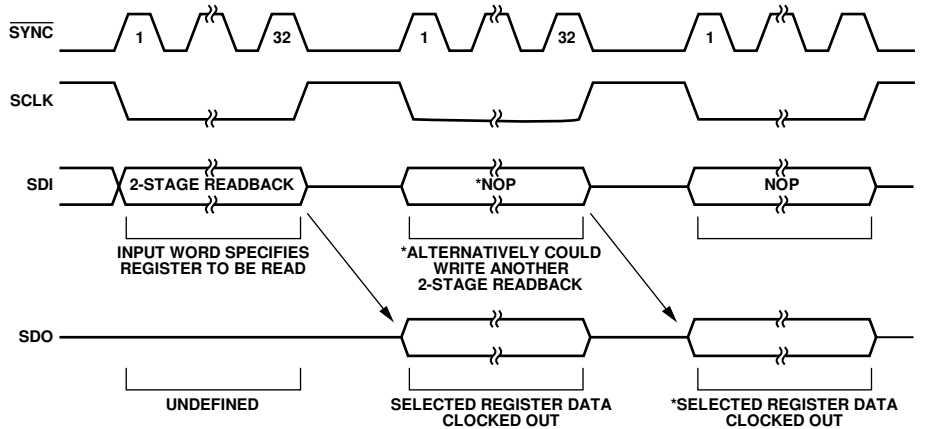 SYNC
1
32
1
32
1
SCLK
SDI
2-STAGE READBACK
*NOP
NOP
INPUT WORD SPECIFIES
REGISTER TO BE READ
*ALTERNATIVELY COULD
WRITE ANOTHER
2-STAGE READBACK
SDO
UNDEFINED
SELECTED REGISTER DATA
CLOCKED OUT
*SELECTED REGISTER DATA
CLOCKED OUT